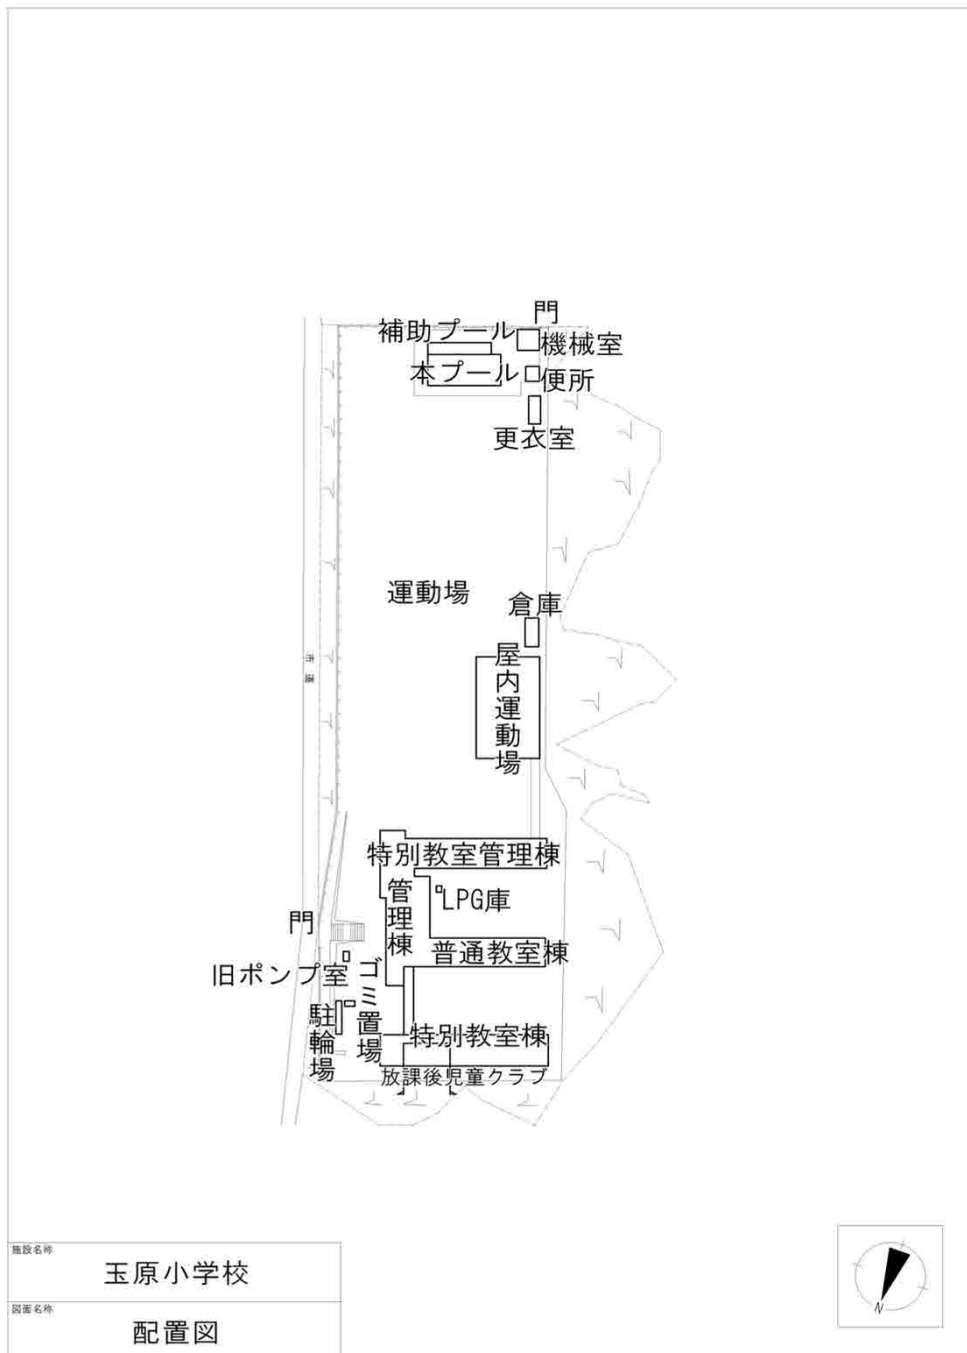 門
補助プール
機械室
本プール
便所
更衣室
運動場
倉庫
市道
屋内運動場
特別教室管理棟
管理棟
LPG庫
門
普通教室棟
旧ポンプ室
ゴミ置場
駐輪場
特別教室棟
放課後児童クラブ
施設名称
玉原小学校
図面名称
配置図
N